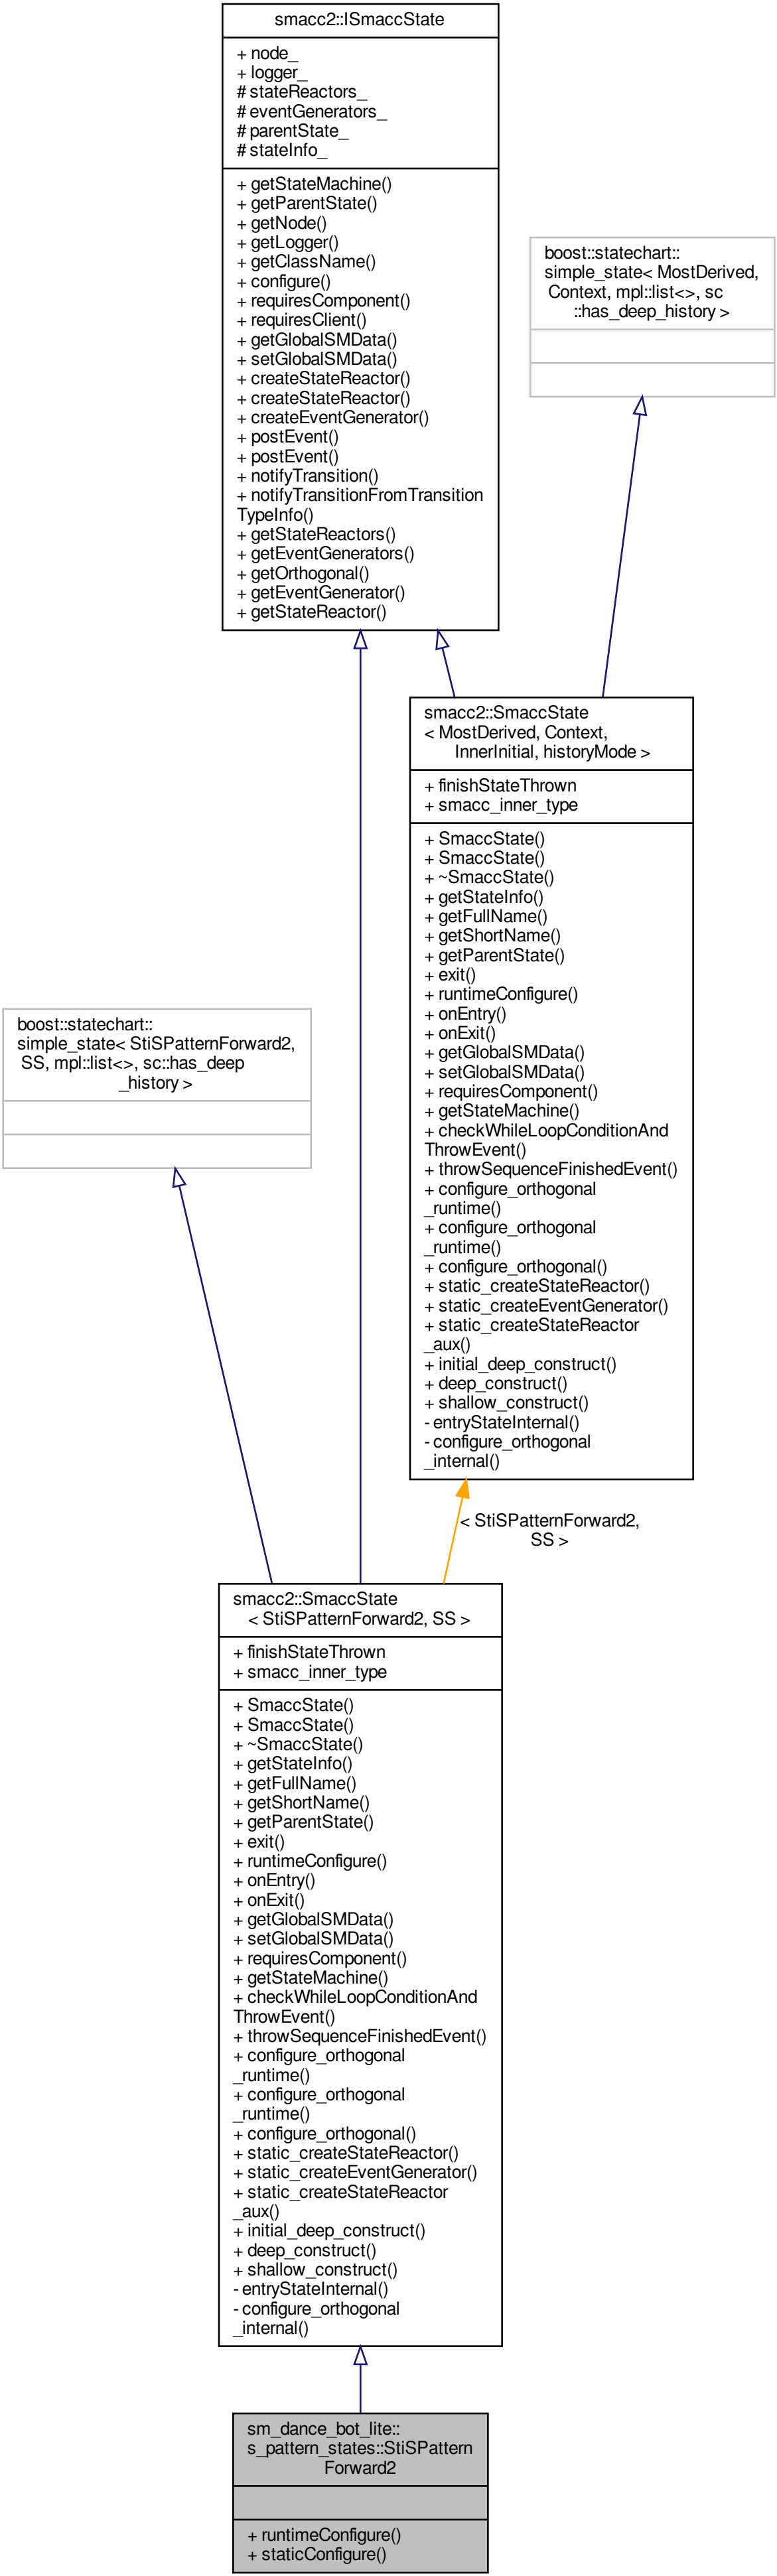 smacc2::ISmaccState
+ node_
+ logger_
# stateReactors_
# eventGenerators_
# parentState_
# stateInfo_
+ getStateMachine()
+ getParentState()
+ getNode()
+ getLogger()
+ getClassName()
+ configure()
+ requiresComponent()
+ requiresClient()
+ getGlobalSMData()
+ setGlobalSMData()
+ createStateReactor()
+ createStateReactor()
+ createEventGenerator()
+ postEvent()
+ postEvent()
+ notifyTransition()
+ notifyTransitionFromTransition
TypeInfo()
+ getStateReactors()
+ getEventGenerators()
+ getOrthogonal()
+ getEventGenerator()
+ getStateReactor()
boost::statechart::
simple_state< MostDerived,
Context, mpl::list<>, sc
::has_deep_history >
smacc2::SmaccState
< MostDerived, Context,
InnerInitial, historyMode >
+ finishStateThrown
+ smacc_inner_type
+ SmaccState()
+ SmaccState()
+ ~SmaccState()
+ getStateInfo()
+ getFullName()
+ getShortName()
+ getParentState()
+ exit()
+ runtimeConfigure()
+ onEntry()
+ onExit()
+ getGlobalSMData()
+ setGlobalSMData()
+ requiresComponent()
+ getStateMachine()
+ checkWhileLoopConditionAnd
ThrowEvent()
+ throwSequenceFinishedEvent()
+ configure_orthogonal
_runtime()
+ configure_orthogonal
_runtime()
+ configure_orthogonal()
+ static_createStateReactor()
+ static_createEventGenerator()
+ static_createStateReactor
_aux()
+ initial_deep_construct()
+ deep_construct()
+ shallow_construct()
- entryStateInternal()
- configure_orthogonal
_internal()
boost::statechart::
simple_state< StiSPatternForward2,
SS, mpl::list<>, sc::has_deep
_history >
< StiSPatternForward2,
SS >
smacc2::SmaccState
< StiSPatternForward2, SS >
+ finishStateThrown
+ smacc_inner_type
+ SmaccState()
+ SmaccState()
+ ~SmaccState()
+ getStateInfo()
+ getFullName()
+ getShortName()
+ getParentState()
+ exit()
+ runtimeConfigure()
+ onEntry()
+ onExit()
+ getGlobalSMData()
+ setGlobalSMData()
+ requiresComponent()
+ getStateMachine()
+ checkWhileLoopConditionAnd
ThrowEvent()
+ throwSequenceFinishedEvent()
+ configure_orthogonal
_runtime()
+ configure_orthogonal
_runtime()
+ configure_orthogonal()
+ static_createStateReactor()
+ static_createEventGenerator()
+ static_createStateReactor
_aux()
+ initial_deep_construct()
+ deep_construct()
+ shallow_construct()
- entryStateInternal()
- configure_orthogonal
_internal()
sm_dance_bot_lite::
s_pattern_states::StiSPattern
Forward2
+ runtimeConfigure()
+ staticConfigure()